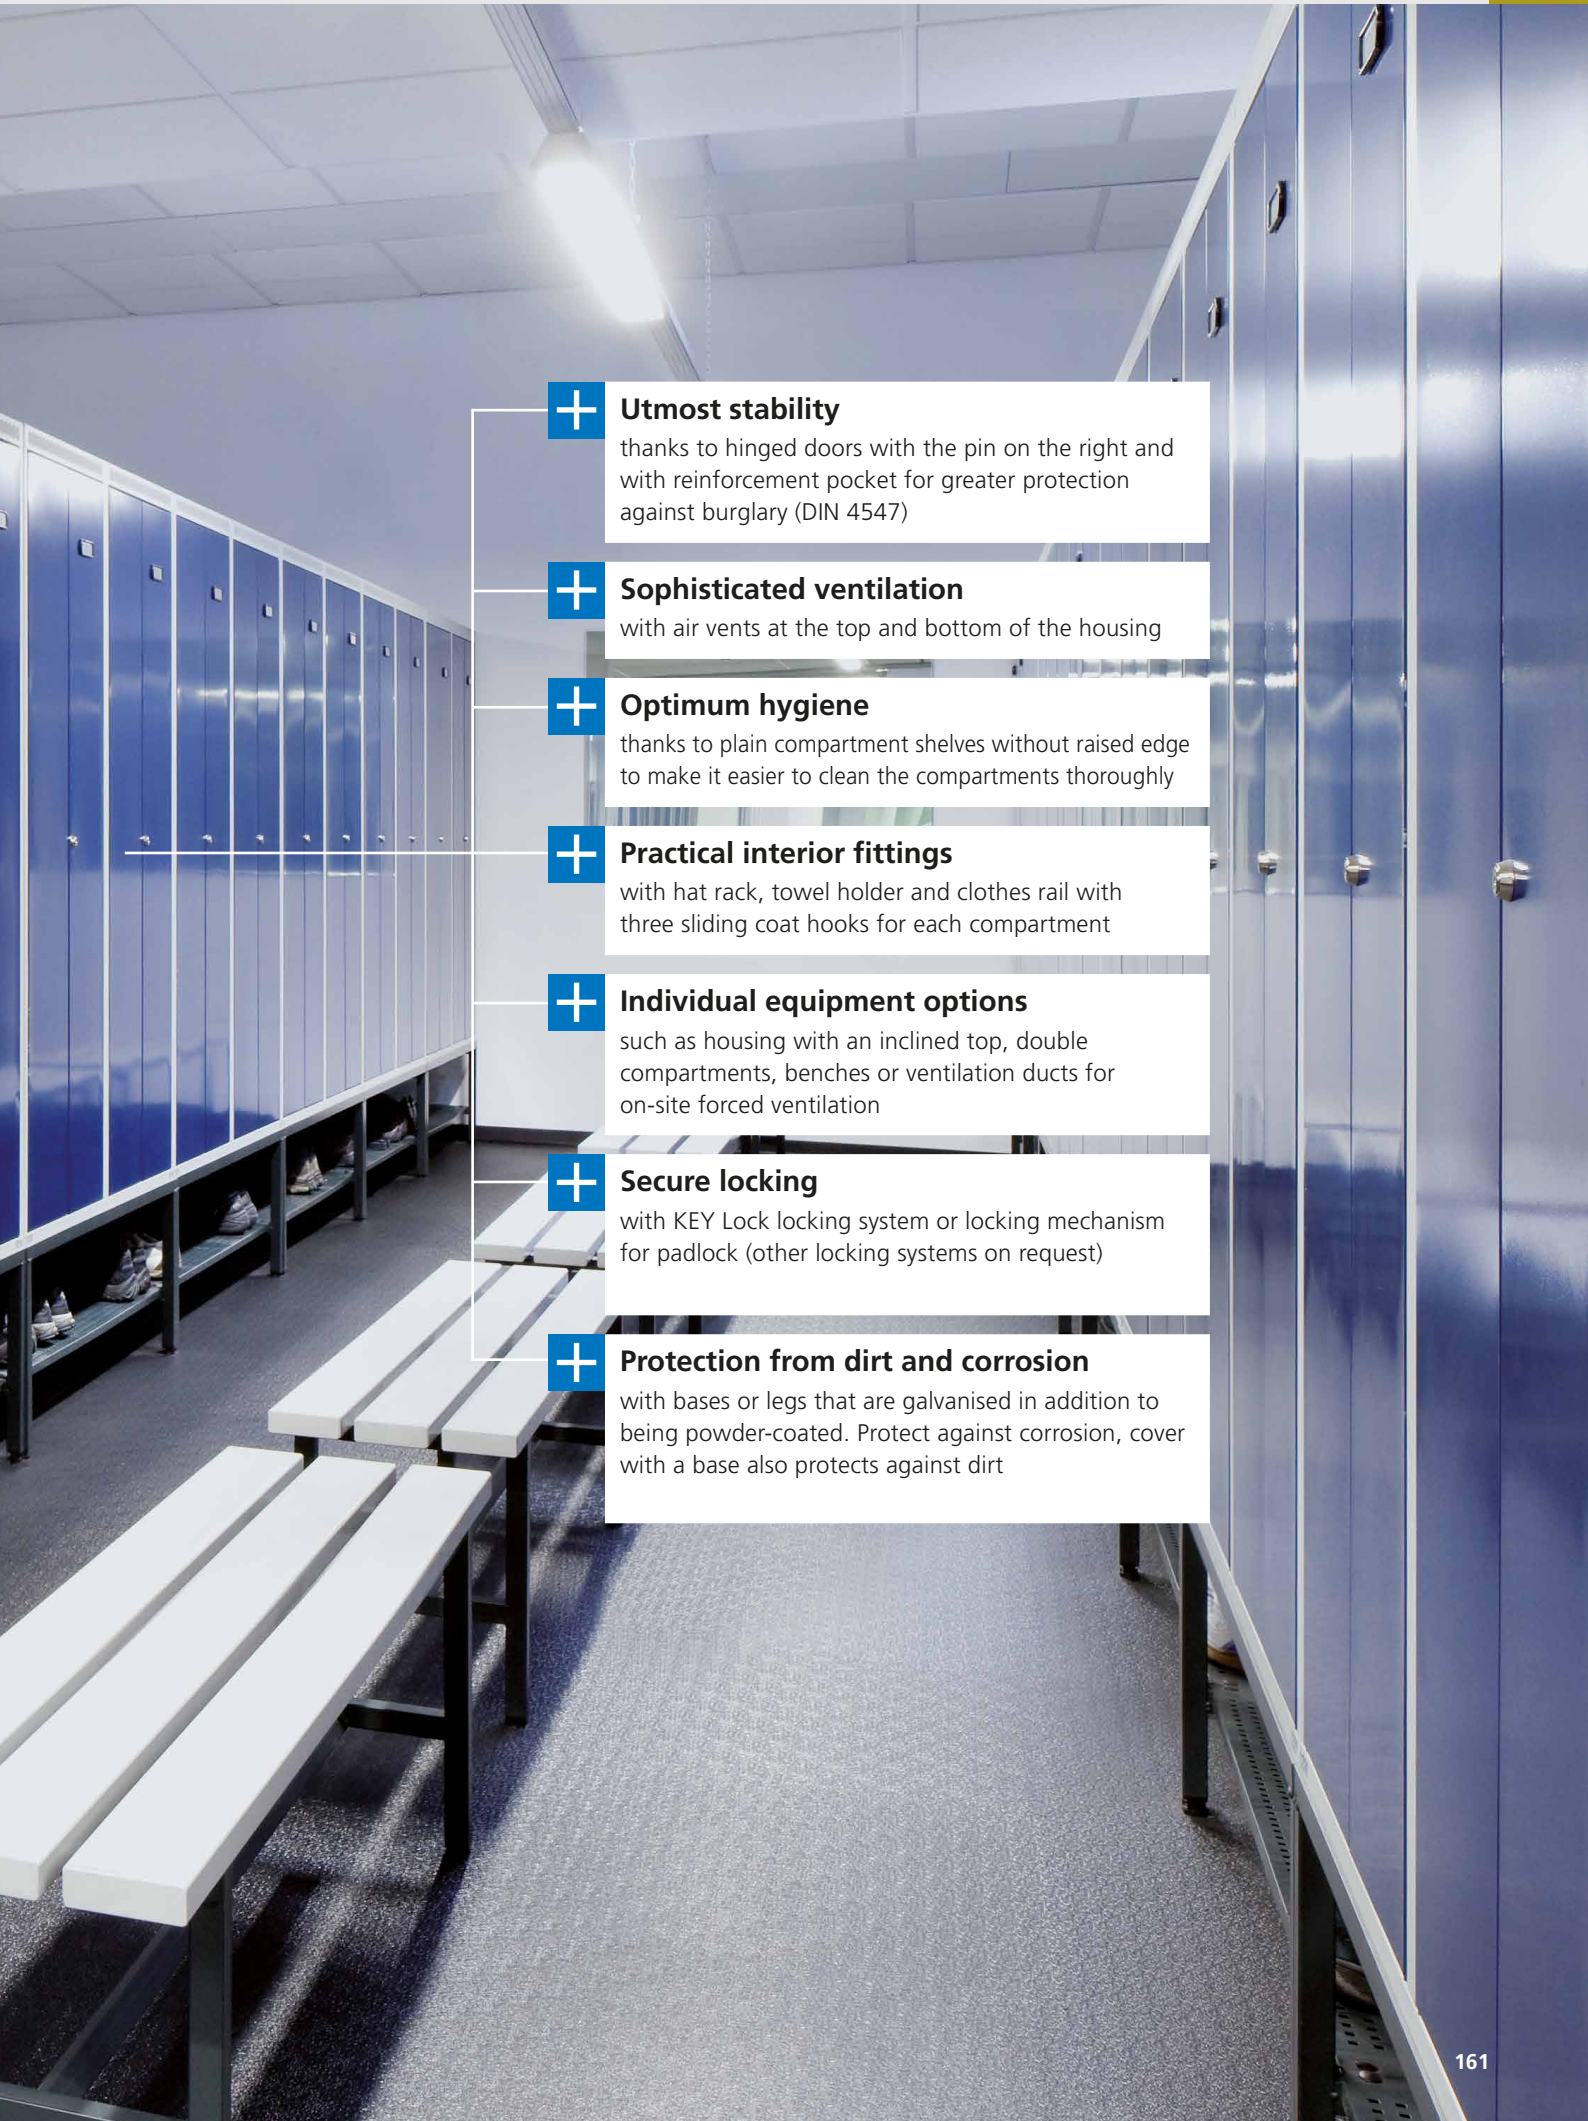 Utmost stability
thanks to hinged doors with the pin on the right and
with reinforcement pocket for greater protection
against burglary (DIN 4547)
Sophisticated ventilation
with air vents at the top and bottom of the housing
Optimum hygiene
thanks to plain compartment shelves without raised edge
to make it easier to clean the compartments thoroughly
Practical interior fittings
with hat rack, towel holder and clothes rail with
three sliding coat hooks for each compartment
Individual equipment options
such as housing with an inclined top, double
compartments, benches or ventilation ducts for
on-site forced ventilation
Secure locking
with KEY Lock locking system or locking mechanism
for padlock (other locking systems on request)
Protection from dirt and corrosion
with bases or legs that are galvanised in addition to
being powder-coated. Protect against corrosion, cover
with a base also protects against dirt
161